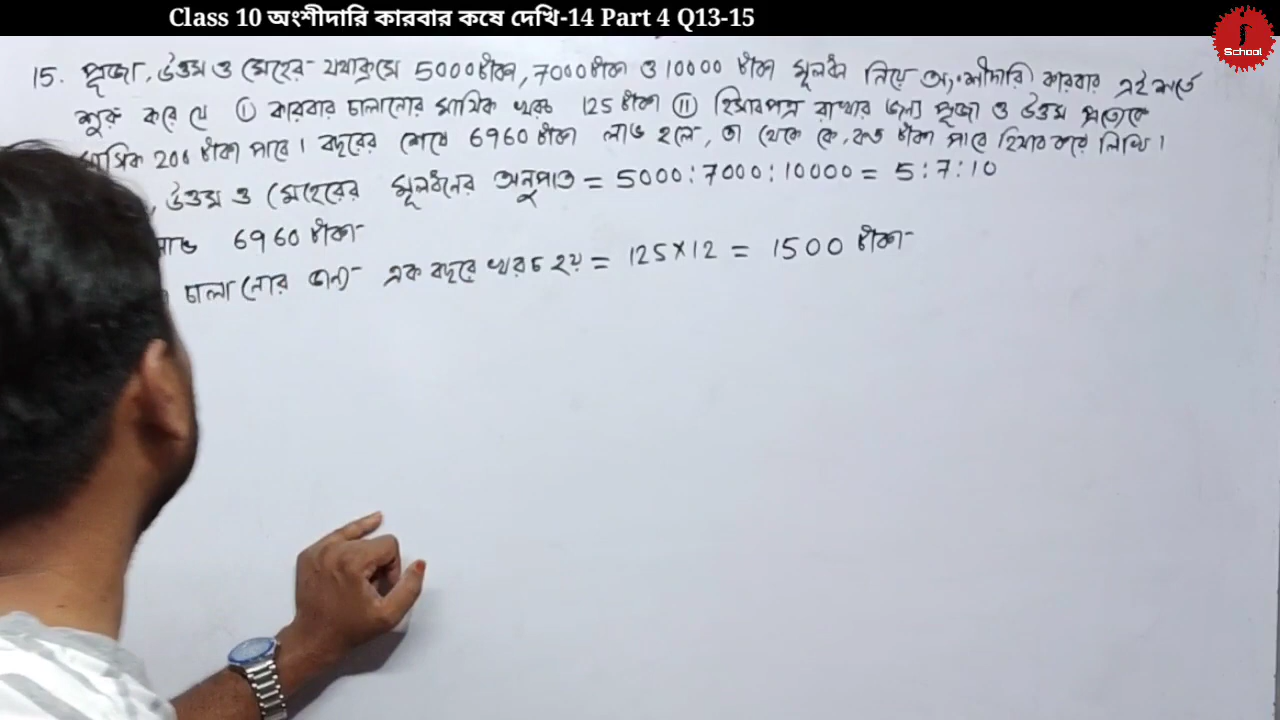 Class 10 অংশীদারি কারবার কষে দেখি-14 Part 4 Q13-15
School
15. পূজা, উত্তম ও মেহের যথাক্রমে 5000 টাকা, 7000 টাকা ও 10000 টাকা মূলধন নিয়ে অংশীদারি কারবার এই শর্তে
শুরু করে যে (i) কারবার চালানোর মাসিক খরচ 125 টাকা (ii) হিসাবপত্র রাখার জন্য পূজা ও উত্তম প্রত্যেকে
মাসিক 200 টাকা পাবে। বছরের শেষে 6960 টাকা লাভ হলে, তা থেকে কে, কত টাকা পাবে হিসাব করে লিখি।
, উত্তম ও মেহেরের মূলধনের অনুপাত = 5000 : 7000 : 10000 = 5 : 7 : 10
লাভ 6960 টাকা
চালানোর জন্য এক বছরে খরচ হয় = 125 × 12 = 1500 টাকা